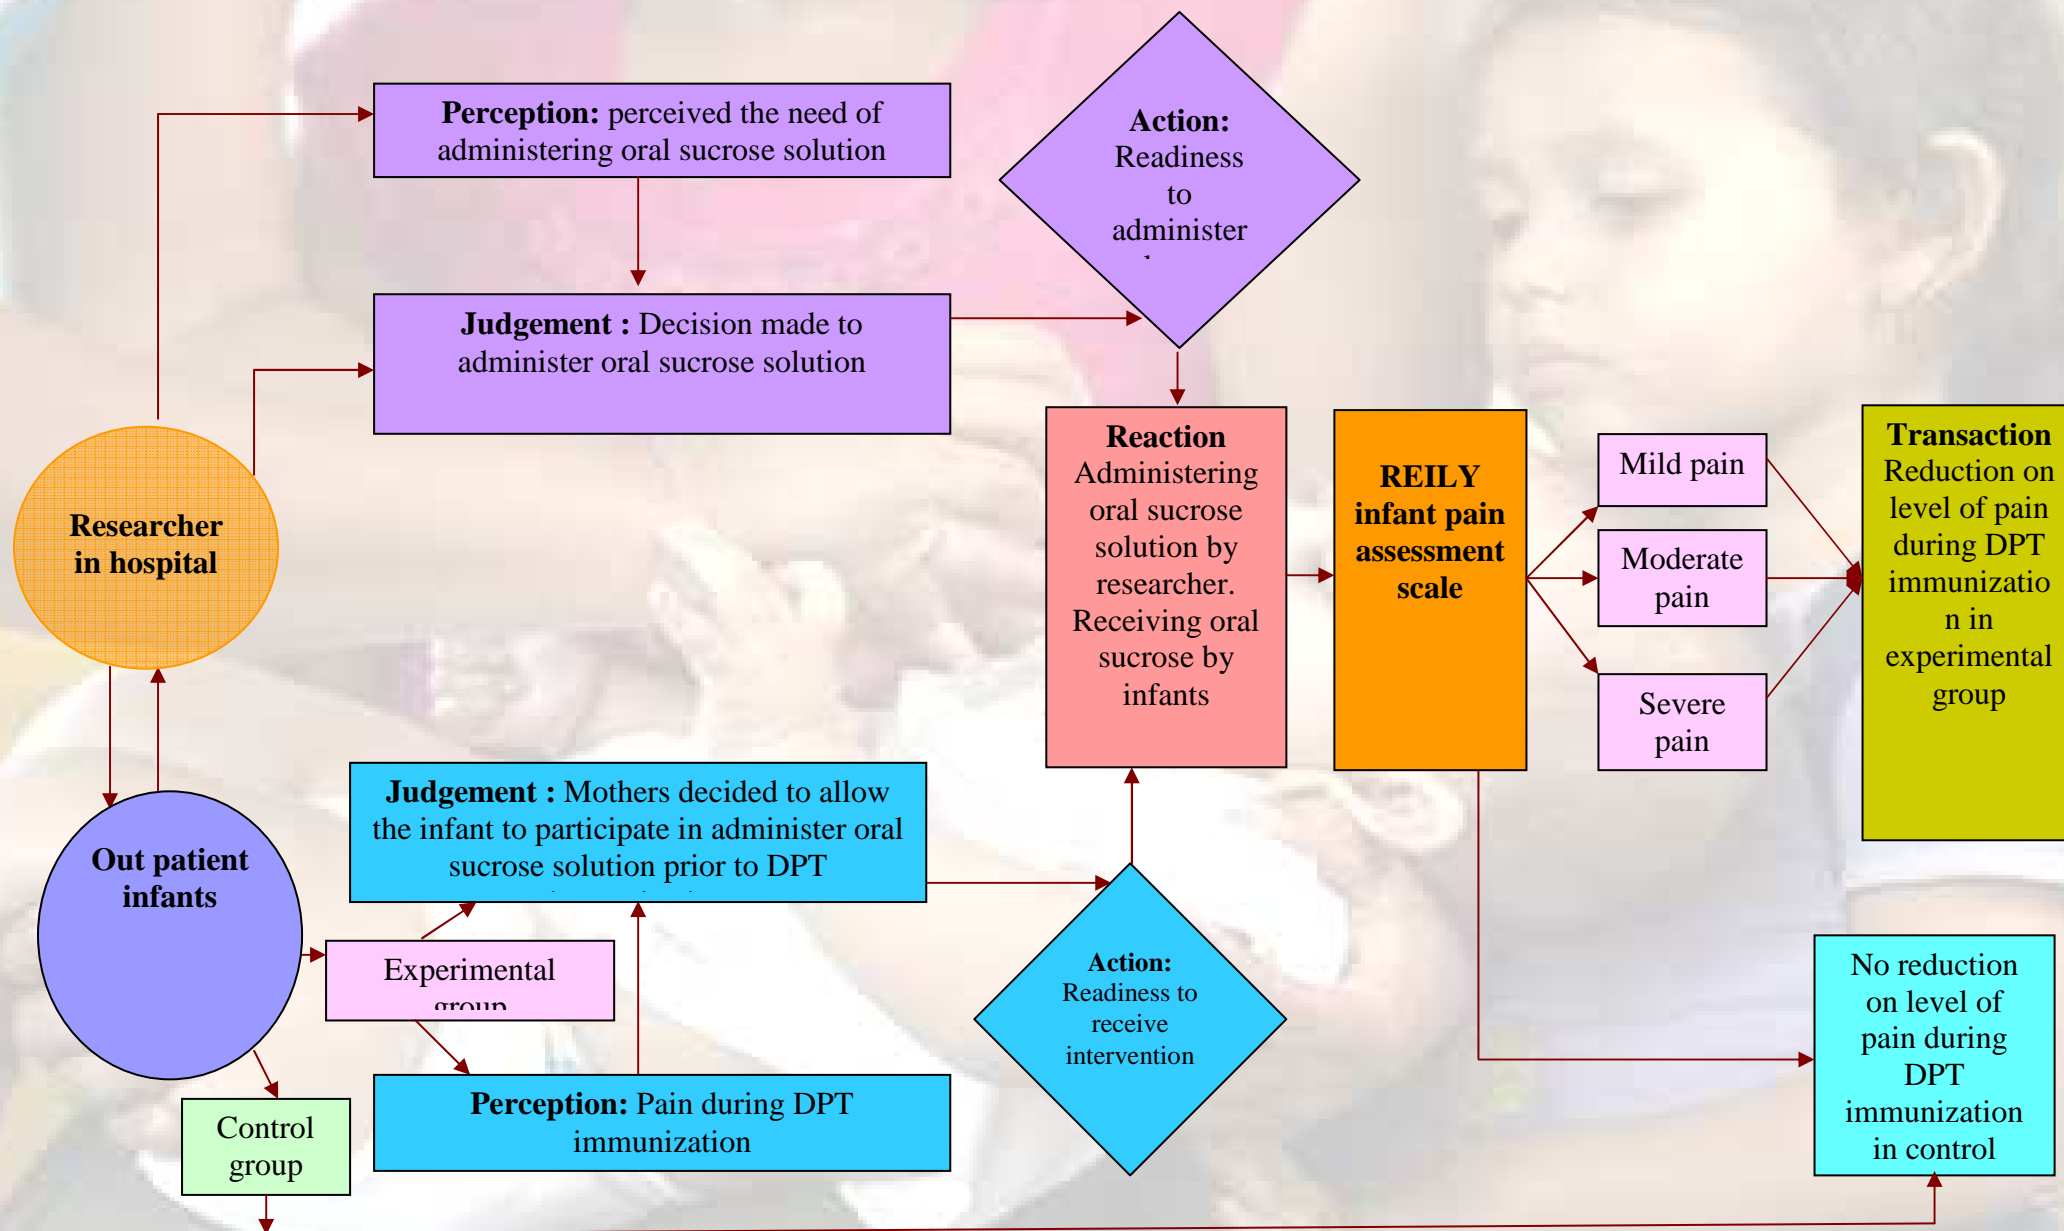 Perception: perceived the need of
administering oral sucrose solution
Action:
Readiness
to
administer
Judgement : Decision made to
administer oral sucrose solution
Researcher
in hospital
Reaction
Administering
oral sucrose
solution by
researcher.
Receiving oral
sucrose by
infants
REILY
infant pain
assessment
scale
Mild pain
Moderate
pain
Severe
pain
Transaction
Reduction on
level of pain
during DPT
immunizatio
n in
experimental
group
Out patient
infants
Judgement : Mothers decided to allow
the infant to participate in administer oral
sucrose solution prior to DPT
Experimental
group
Perception: Pain during DPT
immunization
Action:
Readiness to
receive
intervention
Control
group
No reduction
on level of
pain during
DPT
immunization
in control